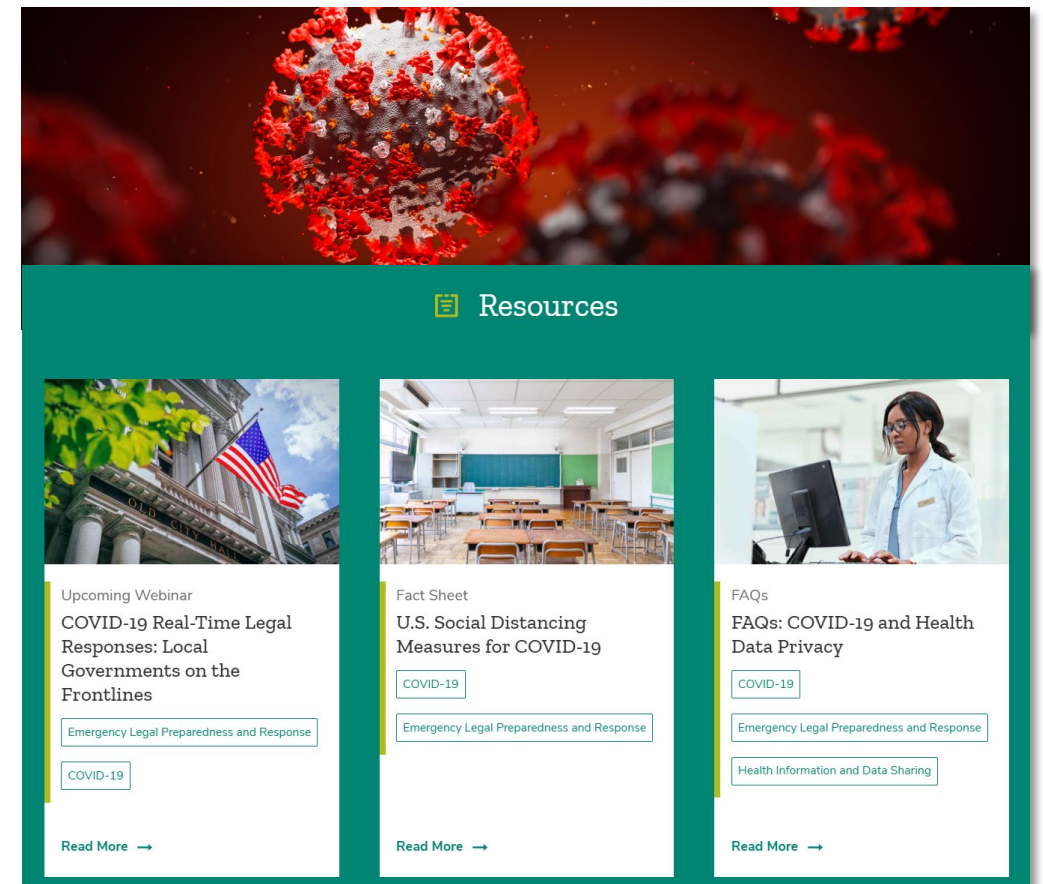 Resources
OLD CITY HALL
Upcoming Webinar
COVID-19 Real-Time Legal
Responses: Local
Governments on the
Frontlines
Emergency Legal Preparedness and Response
COVID-19
Read More →
Fact Sheet
U.S. Social Distancing
Measures for COVID-19
COVID-19
Emergency Legal Preparedness and Response
Read More →
FAQs
FAQs: COVID-19 and Health
Data Privacy
COVID-19
Emergency Legal Preparedness and Response
Health Information and Data Sharing
Read More →